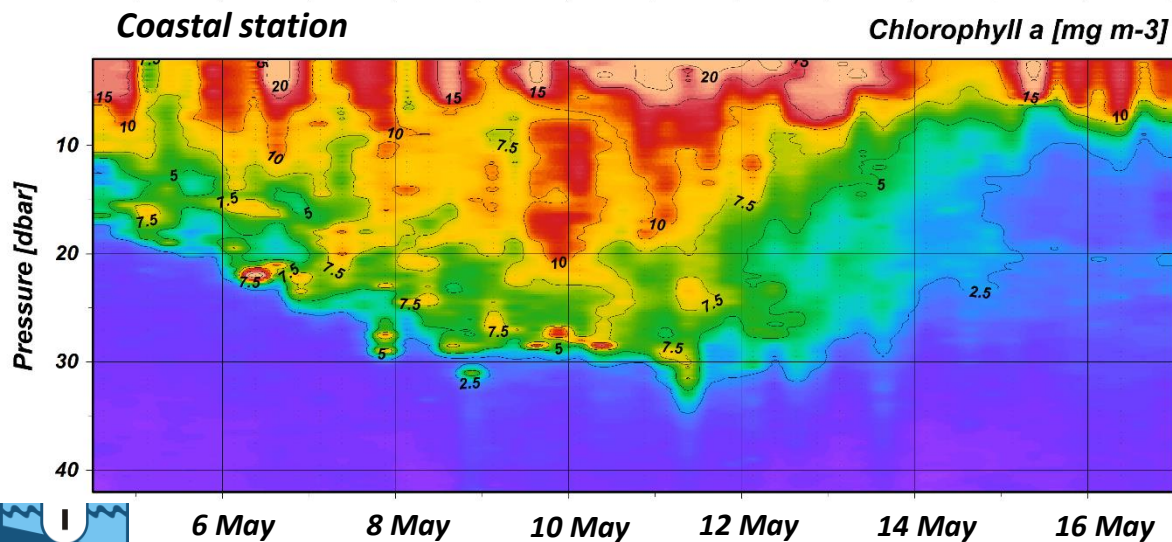 Coastal station
Chlorophyll a [mg m-3]
7.5 5 20 15 15 20 15 15
15 10 10 10 7.5 10
10
5 7.5 7.5 5 10 7.5 5
Pressure [dbar]
20
7.5 7.5 7.5 10 7.5 2.5
7.5 5 7.5
30
5 2.5
40
I
6 May 8 May 10 May 12 May 14 May 16 May